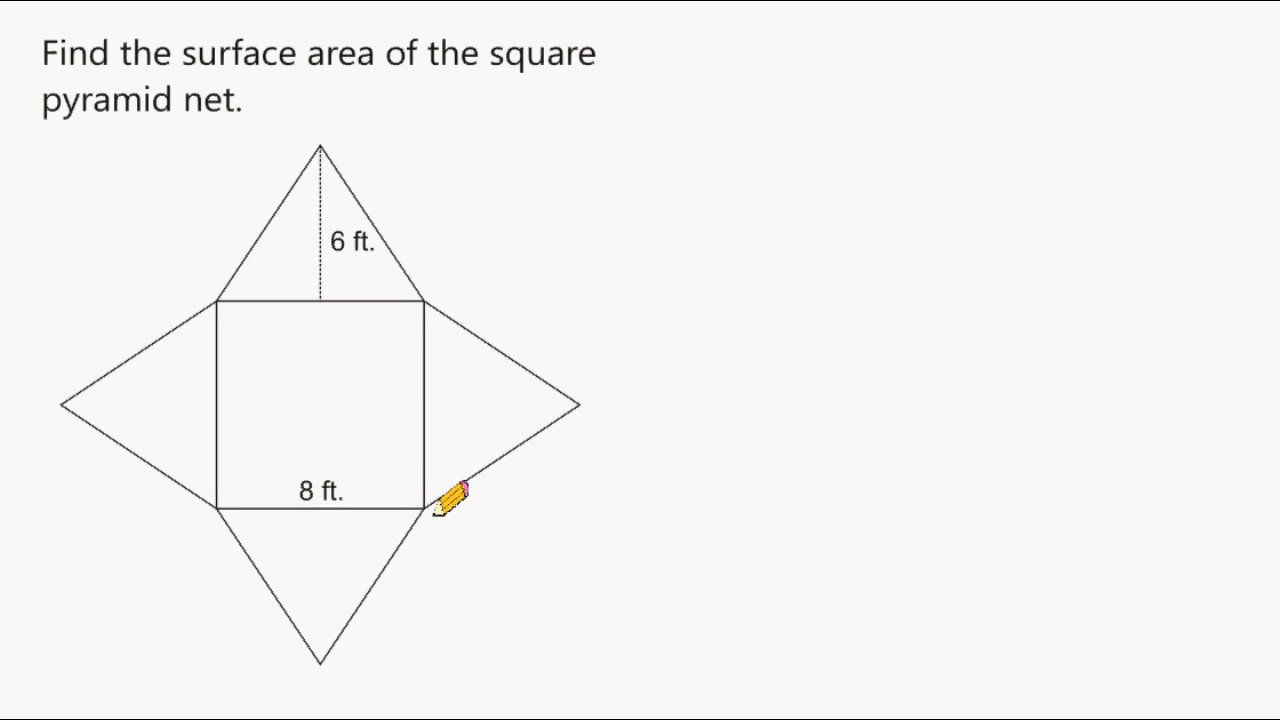 Find the surface area of the square
pyramid net.
6 ft.
8 ft.